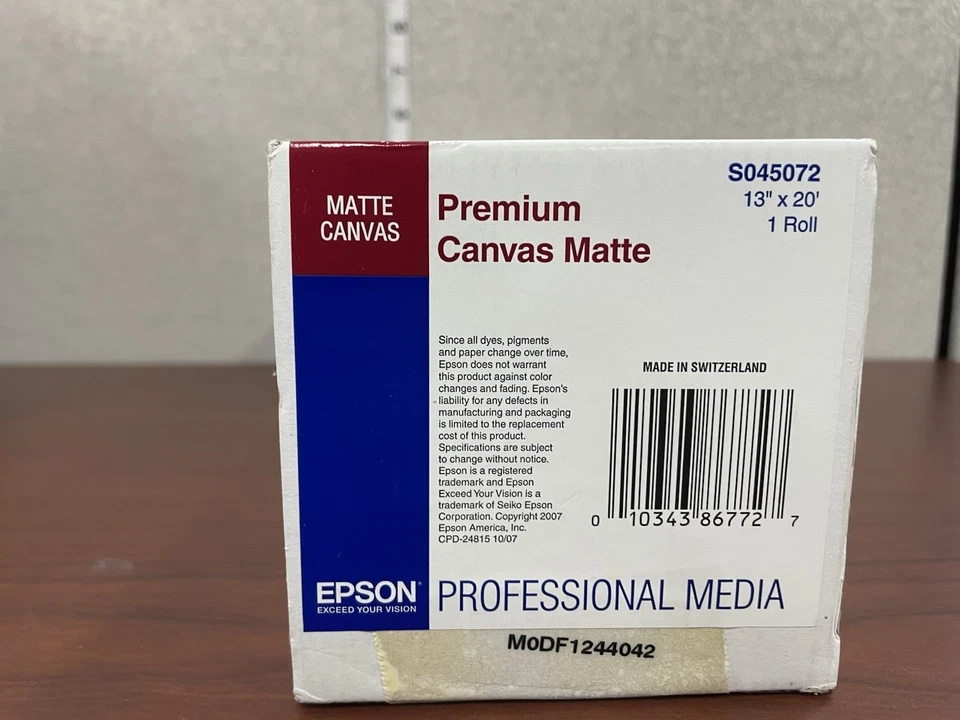 MATTE
CANVAS
Premium
Canvas Matte
S045072
13" x 20'
1 Roll
Since all dyes, pigments
and paper change over time,
Epson does not warrant
this product against color
changes and fading. Epson's
liability for any defects in
manufacturing and packaging
is limited to the replacement
cost of this product.
Specifications are subject
to change without notice.
Epson is a registered
trademark and Epson
Exceed Your Vision is a
trademark of Seiko Epson
Corporation. Copyright 2007
Epson America, Inc.
CPD-24815 10/07
MADE IN SWITZERLAND
0 10343 86772 7
EPSON®
EXCEED YOUR VISION
PROFESSIONAL MEDIA
M0DF1244042